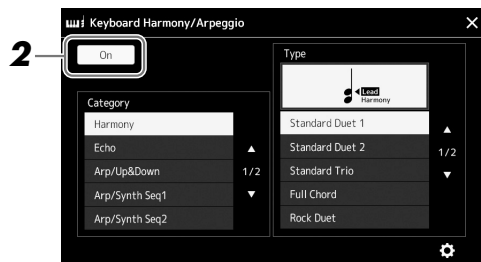 Keyboard Harmony/Arpeggio
2
On
Category
Harmony
Echo
Arp/Up&Down
Arp/Synth Seq1
Arp/Synth Seq2
1/2
Type
Lead
Harmony
Standard Duet 1
Standard Duet 2
Standard Trio
Full Chord
Rock Duet
1/2